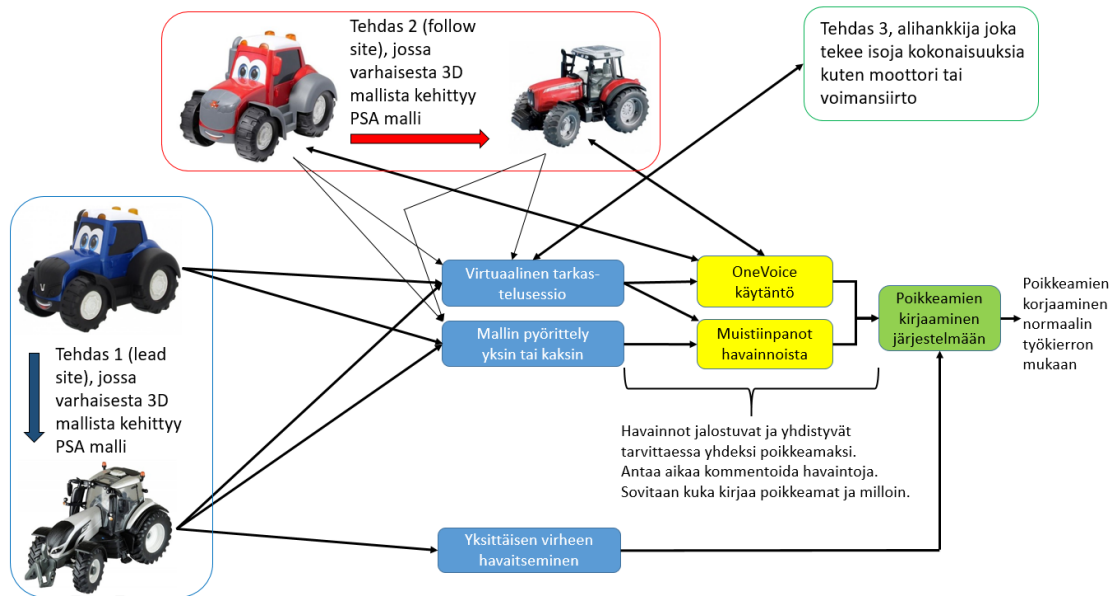 Tehdas 2 (follow
site), jossa
varhaisesta 3D
mallista kehittyy
PSA malli
Tehdas 3, alihankkija joka
tekee isoja kokonaisuuksia
kuten moottori tai
voimansiirto
Tehdas 1 (lead
site), jossa
varhaisesta 3D
mallista kehittyy
PSA malli
Virtuaalinen tarkas-
telusessio
Mallin pyörittely
yksin tai kaksin
OneVoice
käytäntö
Muistiinpanot
havainnoista
Poikkeamien
kirjaaminen
järjestelmään
Poikkeamien
korjaaminen
normaalin
työkierron
mukaan
Havainnot jalostuvat ja yhdistyvät
tarvittaessa yhdeksi poikkeamaksi.
Antaa aikaa kommentoida havaintoja.
Sovitaan kuka kirjaa poikkeamat ja milloin.
Yksittäisen virheen
havaitseminen